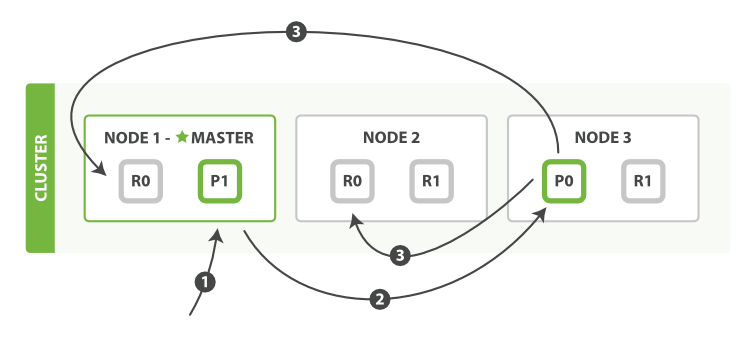 3
CLUSTER
NODE 1 - ★ MASTER
R0
P1
NODE 2
R0
R1
NODE 3
P0
R1
3
1
2